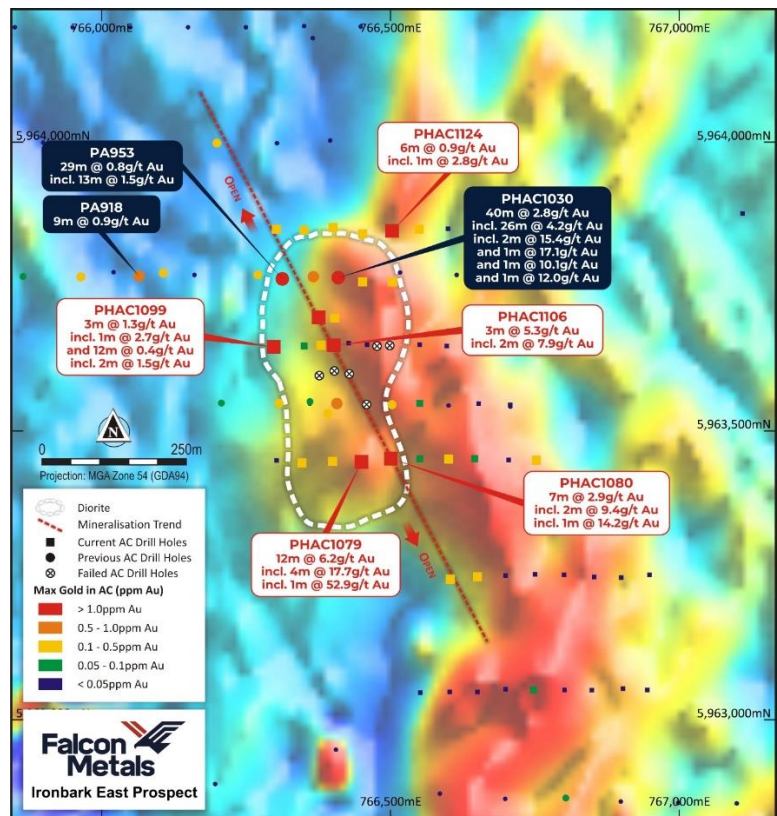 766,000mE
766,500mE
767,000mE
5,964,000mN
5,964,000mN
PHAC1124
6m @ 0.9g/t Au
incl. 1m @ 2.8g/t Au
PA953
29m @ 0.8g/t Au
incl. 13m @ 1.5g/t Au
OPEN
PA918
9m @ 0.9g/t Au
PHAC1030
40m @ 2.8g/t Au
incl. 26m @ 4.2g/t Au
incl. 2m @ 15.4g/t Au
and 1m @ 17.1g/t Au
and 1m @ 10.1g/t Au
and 1m @ 12.0g/t Au
PHAC1099
3m @ 1.3g/t Au
incl. 1m @ 2.7g/t Au
and 12m @ 0.4g/t Au
incl. 2m @ 1.5g/t Au
PHAC1106
3m @ 5.3g/t Au
incl. 2m @ 7.9g/t Au
N
5,963,500mN
0
250m
Projection: MGA Zone 54 (GDA94)
PHAC1080
7m @ 2.9g/t Au
incl. 2m @ 9.4g/t Au
incl. 1m @ 14.2g/t Au
PHAC1079
12m @ 6.2g/t Au
incl. 4m @ 17.7g/t Au
incl. 1m @ 52.9g/t Au
OPEN
Diorite
Mineralisation Trend
Current AC Drill Holes
Previous AC Drill Holes
Failed AC Drill Holes
Max Gold in AC (ppm Au)
> 1.0ppm Au
0.5 - 1.0ppm Au
0.1 - 0.5ppm Au
0.05 - 0.1ppm Au
< 0.05ppm Au
5,963,000mN
Falcon
Metals
Ironbark East Prospect
766,500mE
767,000mE